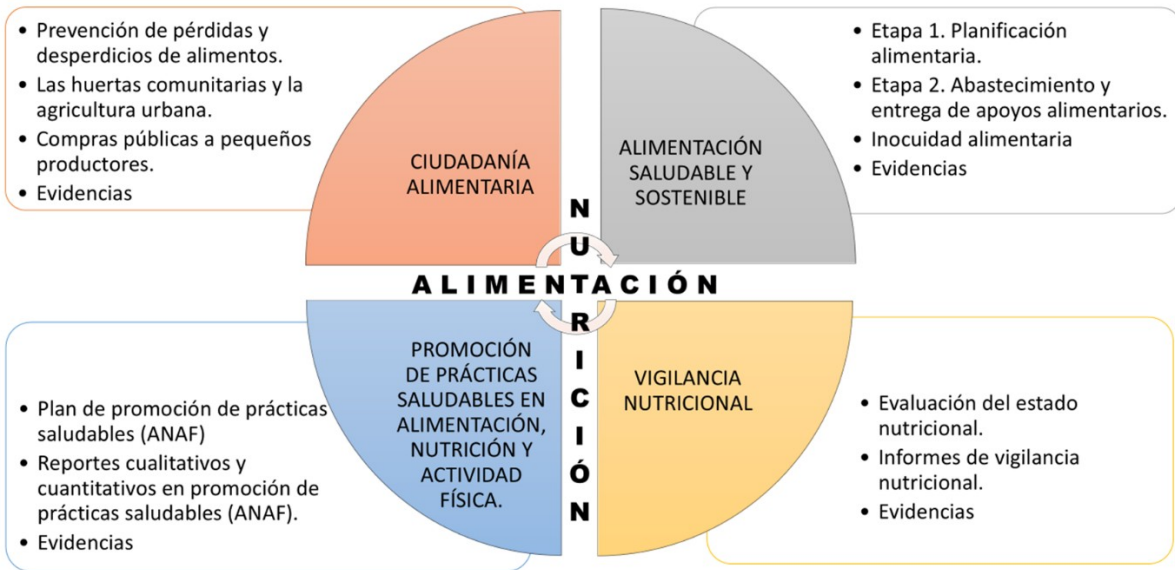 • Prevención de pérdidas y
desperdicios de alimentos.
• Las huertas comunitarias y la
agricultura urbana.
• Compras públicas a pequeños
productores.
• Evidencias
CIUDADANÍA
ALIMENTARIA
ALIMENTACIÓN
SALUDABLE Y
SOSTENIBLE
• Etapa 1. Planificación
alimentaria.
• Etapa 2. Abastecimiento y
entrega de apoyos alimentarios.
• Inocuidad alimentaria
• Evidencias
ALIMENTACIÓN
NUTRICIÓN
• Plan de promoción de prácticas
saludables (ANAF)
• Reportes cualitativos y
cuantitativos en promoción de
prácticas saludables (ANAF).
• Evidencias
PROMOCIÓN
DE PRÁCTICAS
SALUDABLES EN
ALIMENTACIÓN,
NUTRICIÓN Y
ACTIVIDAD
FÍSICA.
VIGILANCIA
NUTRICIONAL
• Evaluación del estado
nutricional.
• Informes de vigilancia
nutricional.
• Evidencias